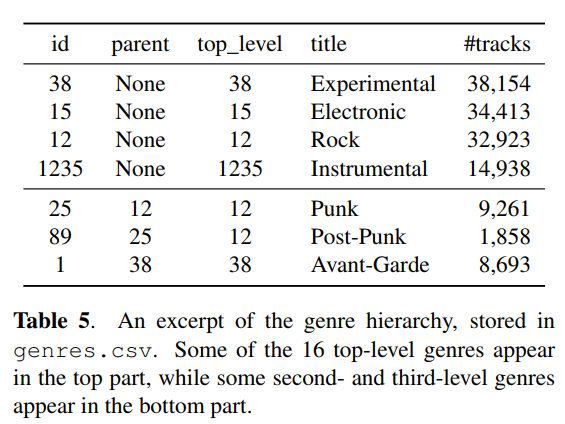 id parent top_level title #tracks
38 None 38 Experimental 38,154
15 None 15 Electronic 34,413
12 None 12 Rock 32,923
1235 None 1235 Instrumental 14,938
25 12 12 Punk 9,261
89 25 12 Post-Punk 1,858
1 38 38 Avant-Garde 8,693
Table 5. An excerpt of the genre hierarchy, stored in
genres.csv. Some of the 16 top-level genres appear
in the top part, while some second- and third-level genres
appear in the bottom part.